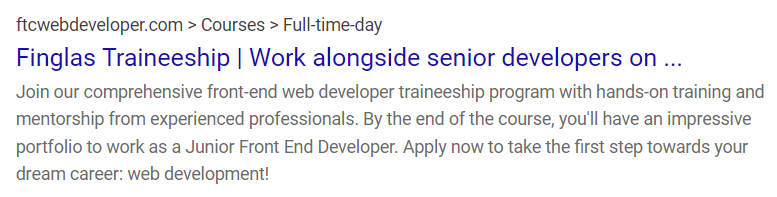 ftcwebdeveloper.com > Courses > Full-time-day
Finglas Traineeship | Work alongside senior developers on ...
Join our comprehensive front-end web developer traineeship program with hands-on training and
mentorship from experienced professionals. By the end of the course, you'll have an impressive
portfolio to work as a Junior Front End Developer. Apply now to take the first step towards your
dream career: web development!